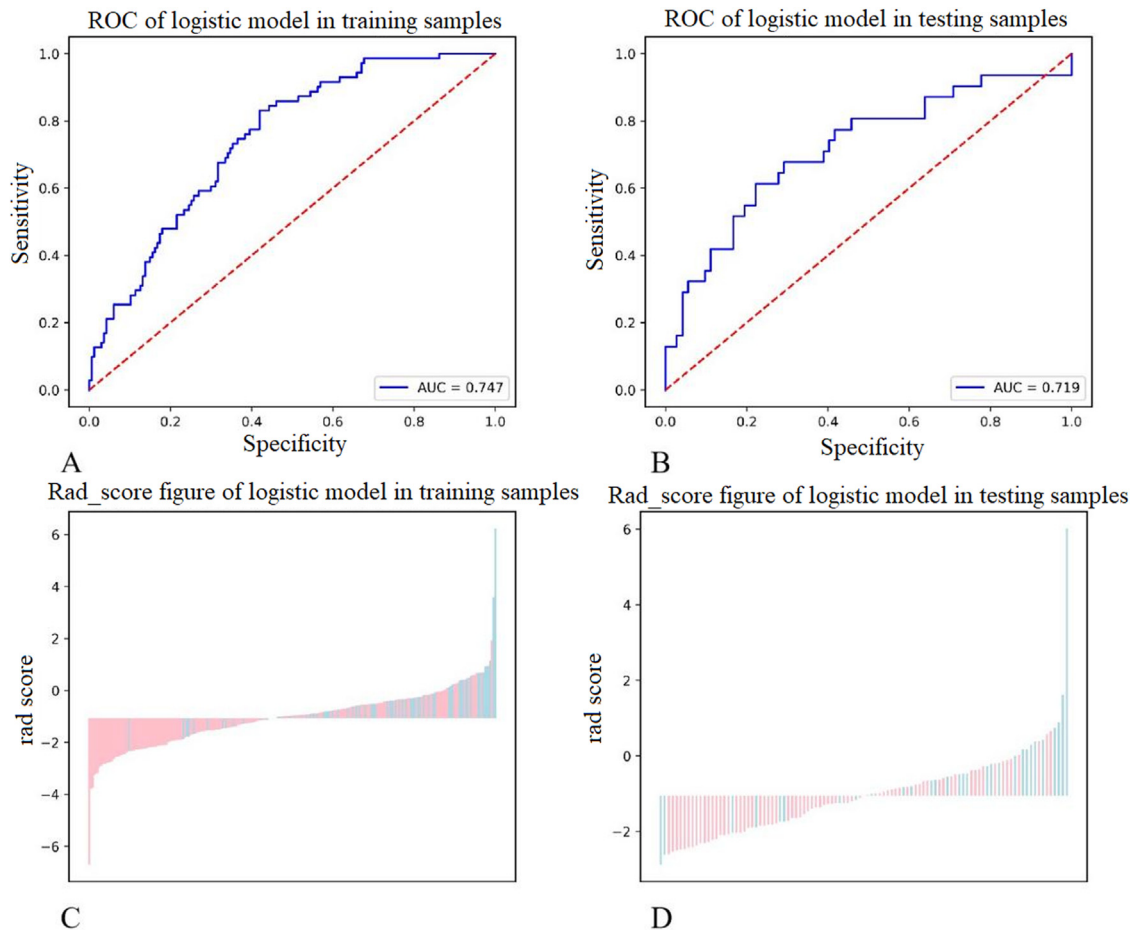 ROC of logistic model in training samples
1.0
0.8
0.6
0.4
0.2
0.0
Sensitivity
AUC = 0.747
0.0 0.2 0.4 0.6 0.8 1.0
Specificity
A
ROC of logistic model in testing samples
1.0
0.8
0.6
0.4
0.2
0.0
Sensitivity
AUC = 0.719
0.0 0.2 0.4 0.6 0.8 1.0
Specificity
B
Rad_score figure of logistic model in training samples
6
4
2
0
−2
−4
−6
rad score
C
Rad_score figure of logistic model in testing samples
6
4
2
0
−2
rad score
D